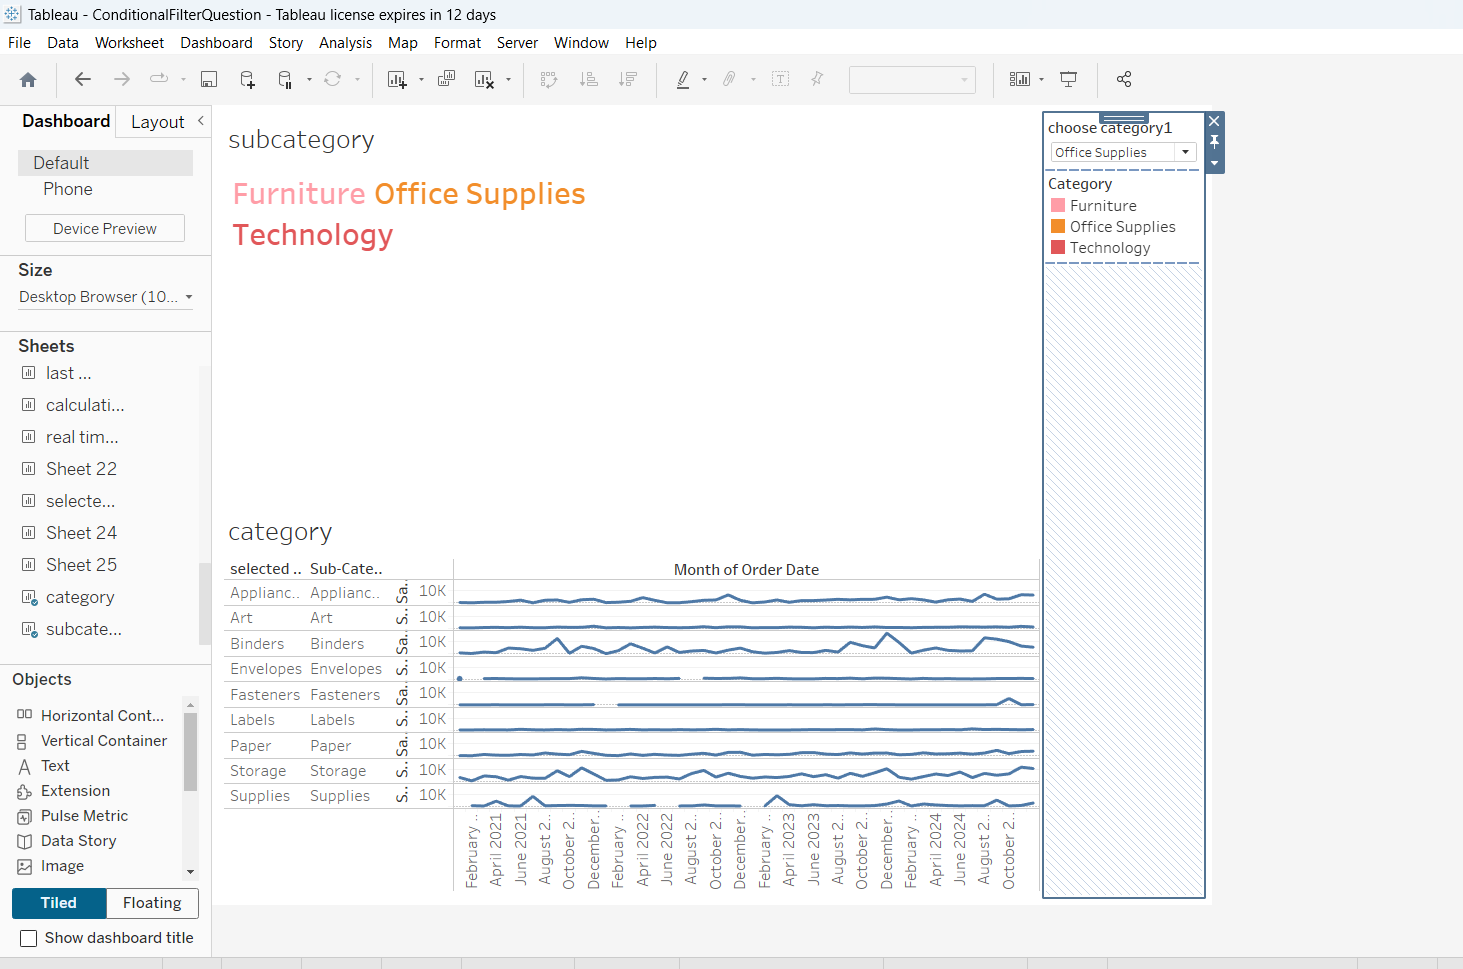 Tableau - ConditionalFilterQuestion - Tableau license expires in 12 days
File Data Worksheet Dashboard Story Analysis Map Format Server Window Help
Dashboard Layout
Default
Phone
Device Preview
Size
Desktop Browser (10...
Sheets
last ...
calculati...
real tim...
Sheet 22
selecte...
Sheet 24
Sheet 25
category
subcate...
Objects
Horizontal Cont...
Vertical Container
Text
Extension
Pulse Metric
Data Story
Image
Tiled Floating
Show dashboard title
subcategory
Furniture Office Supplies
Technology
category
selected .. Sub-Cate.. Month of Order Date
Applianc.. Applianc.. Sa.. 10K
Art Art S.. 10K
Binders Binders Sa.. 10K
Envelopes Envelopes S.. 10K
Fasteners Fasteners Sa.. 10K
Labels Labels S.. 10K
Paper Paper Sa.. 10K
Storage Storage S.. 10K
Supplies Supplies S.. 10K
February ..
April 2021
June 2021
August 2..
October 2..
December..
February ..
April 2022
June 2022
August 2..
October 2..
December..
February ..
April 2023
June 2023
August 2..
October 2..
December..
February ..
April 2024
June 2024
August 2..
October 2..
choose category1
Office Supplies
Category
Furniture
Office Supplies
Technology